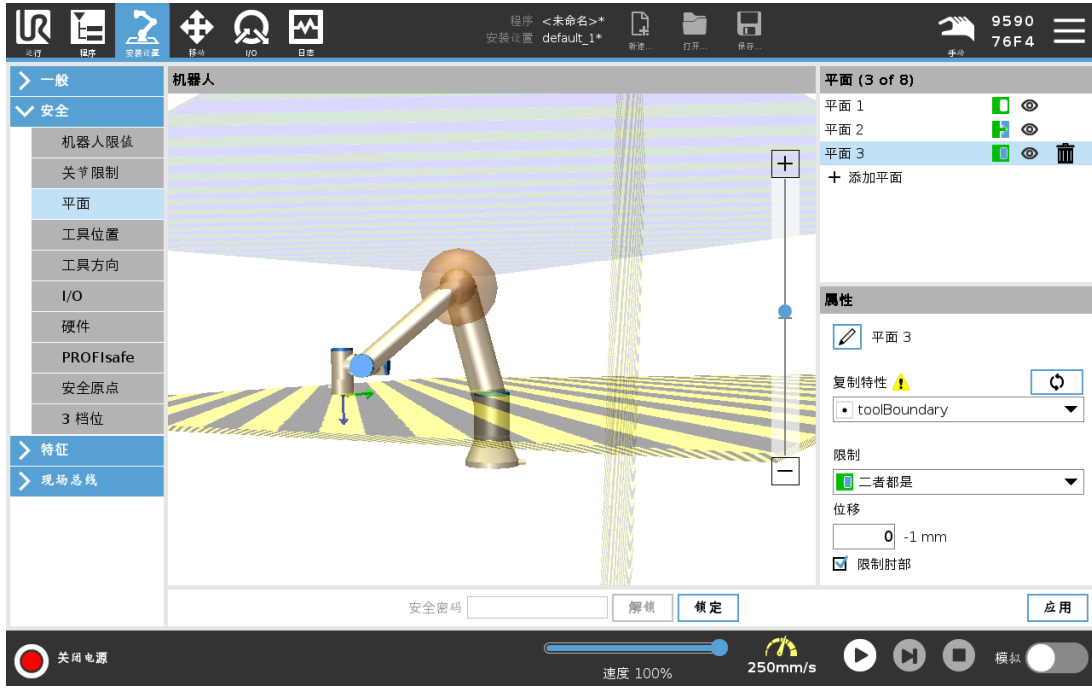 程序 <未命名>*
安装设置 default_1*
运行
程序
安装设置
移动
I/O
日志
新建...
打开...
保存...
手动
9590
76F4
一般
安全
机器人限值
关节限制
平面
工具位置
工具方向
I/O
硬件
PROFIsafe
安全原点
3 档位
特征
现场总线
机器人
平面 (3 of 8)
平面 1
平面 2
平面 3
添加平面
属性
平面 3
复制特性
toolBoundary
限制
二者都是
位移
0 -1 mm
限制肘部
安全密码
解锁
锁定
应用
关闭电源
速度 100%
250mm/s
模拟